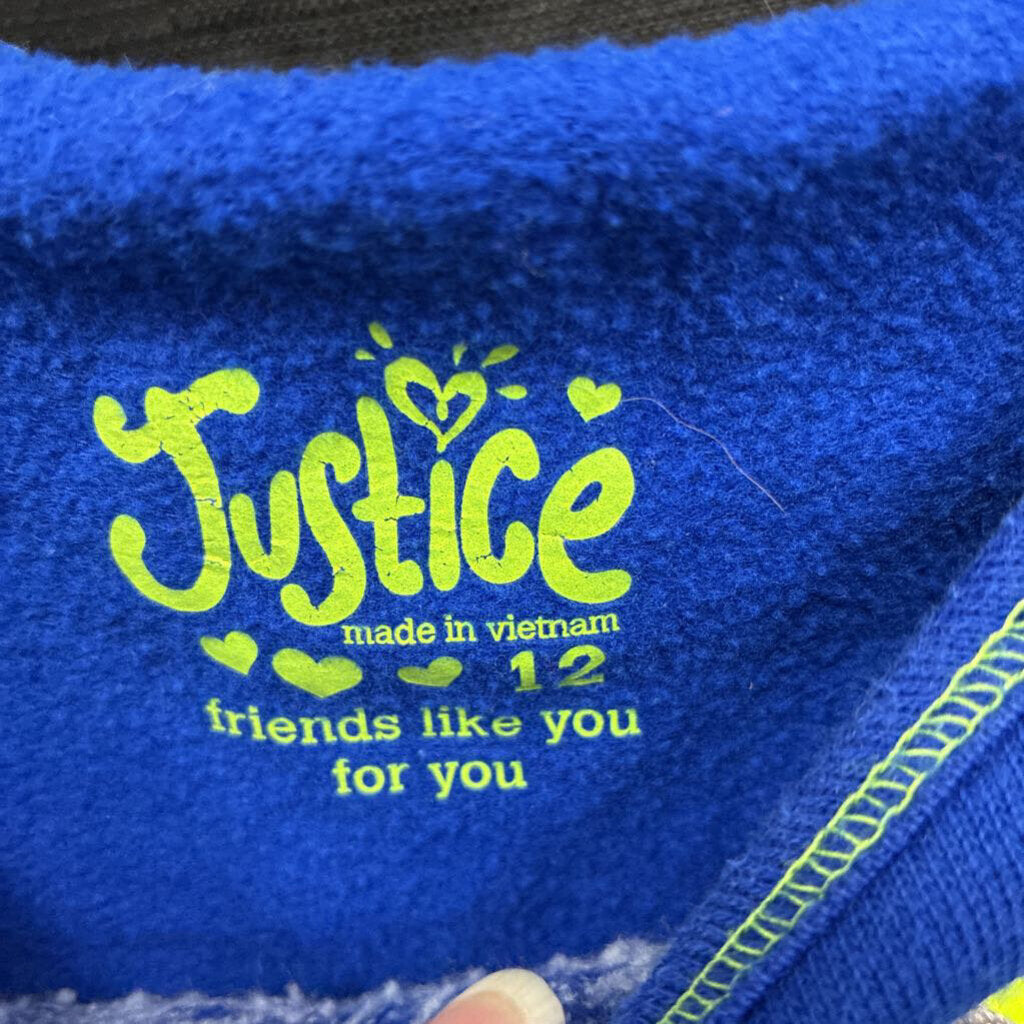 Justice
made in vietnam
12
friends like you
for you